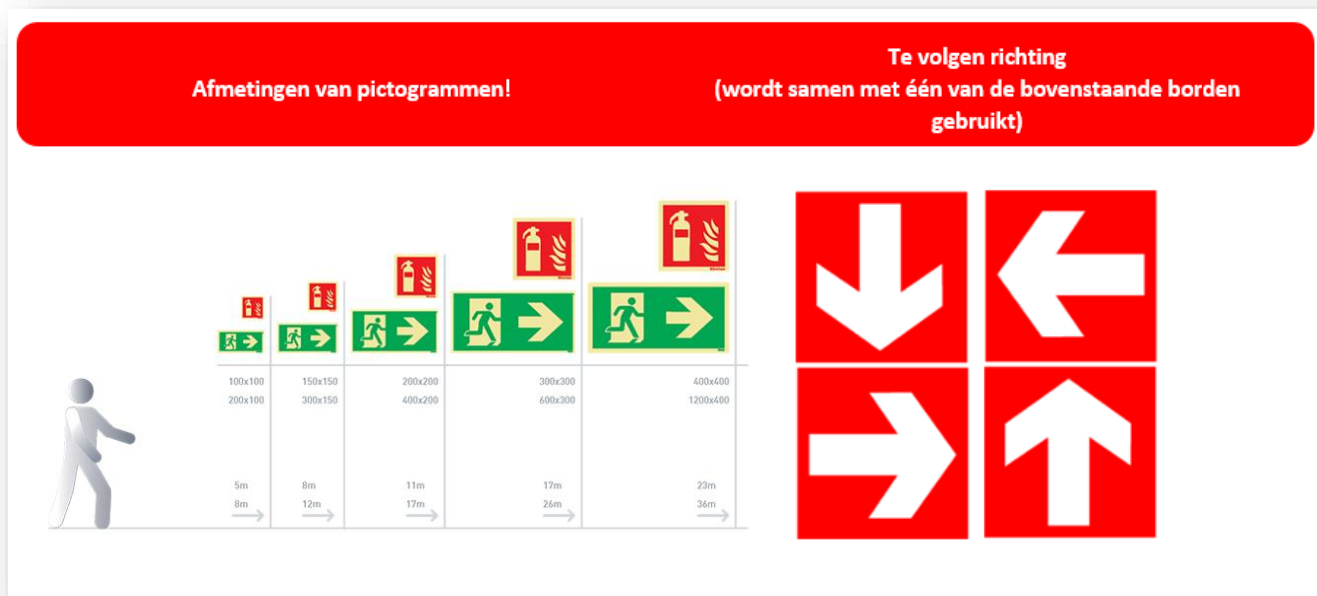 Afmetingen van pictogrammen!
Te volgen richting
(wordt samen met één van de bovenstaande borden
gebruikt)
100x100 150x150 200x200 300x300 400x400
200x100 300x150 400x200 600x300 1200x400
5m 8m 11m 17m 23m
8m 12m 17m 26m 36m